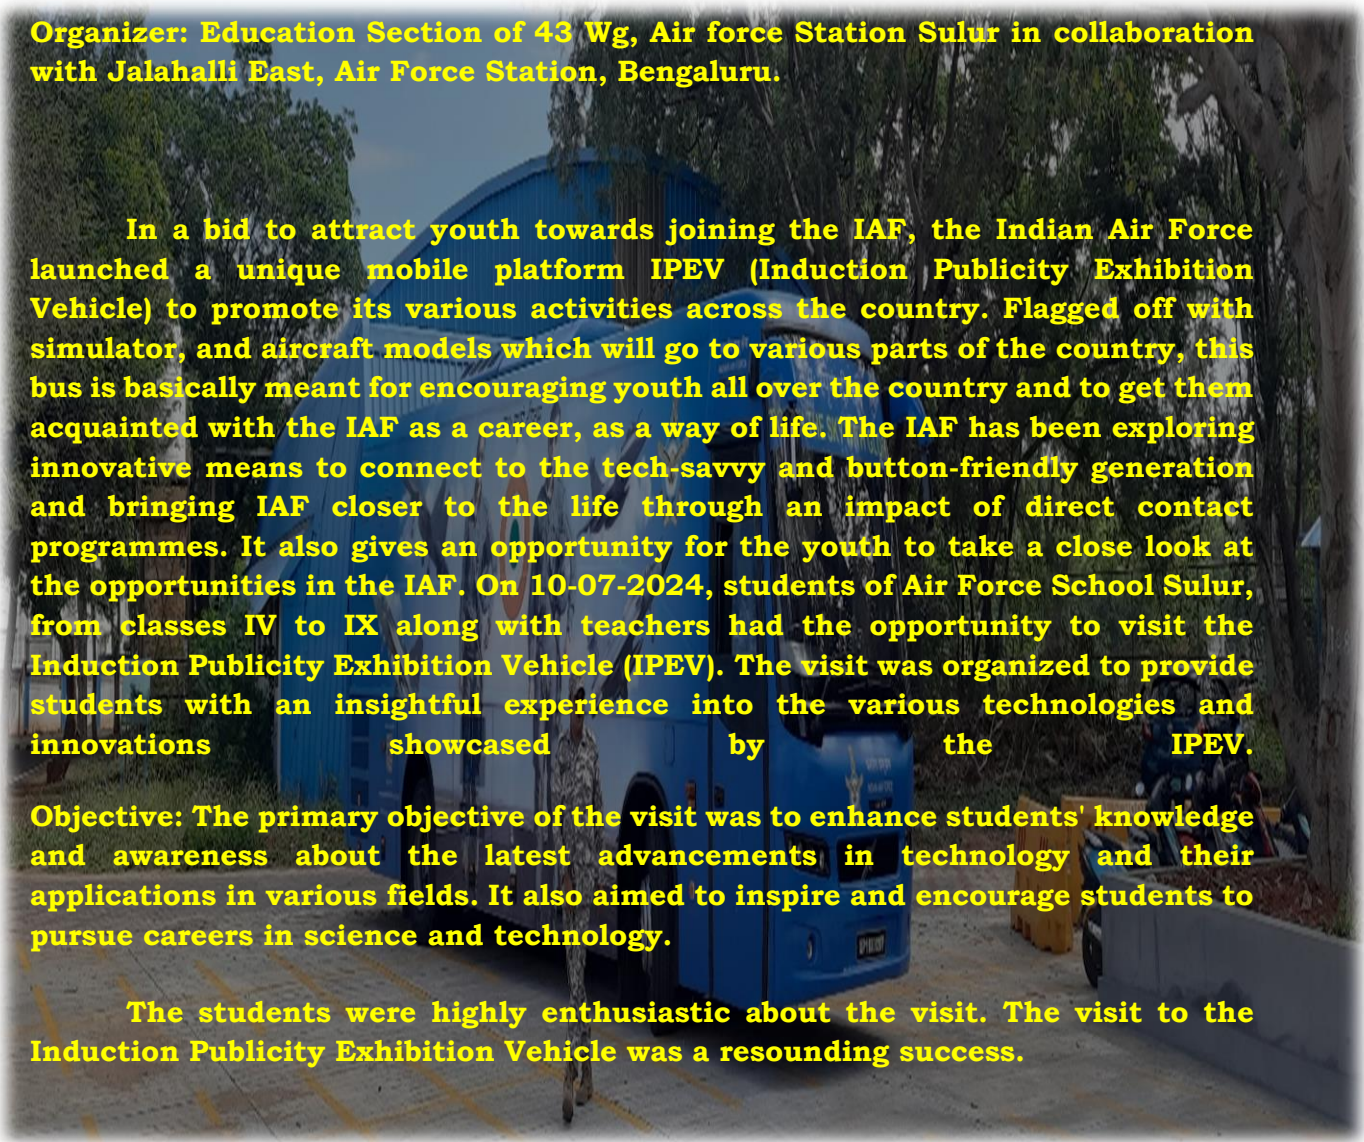 Organizer: Education Section of 43 Wg, Air force Station Sulur in collaboration
with Jalahalli East, Air Force Station, Bengaluru.
In a bid to attract youth towards joining the IAF, the Indian Air Force
launched a unique mobile platform IPEV (Induction Publicity Exhibition
Vehicle) to promote its various activities across the country. Flagged off with
simulator, and aircraft models which will go to various parts of the country, this
bus is basically meant for encouraging youth all over the country and to get them
acquainted with the IAF as a career, as a way of life. The IAF has been exploring
innovative means to connect to the tech-savvy and button-friendly generation
and bringing IAF closer to the life through an impact of direct contact
programmes. It also gives an opportunity for the youth to take a close look at
the opportunities in the IAF. On 10-07-2024, students of Air Force School Sulur,
from classes IV to IX along with teachers had the opportunity to visit the
Induction Publicity Exhibition Vehicle (IPEV). The visit was organized to provide
students with an insightful experience into the various technologies and
innovations showcased by the IPEV.
Objective: The primary objective of the visit was to enhance students' knowledge
and awareness about the latest advancements in technology and their
applications in various fields. It also aimed to inspire and encourage students to
pursue careers in science and technology.
The students were highly enthusiastic about the visit. The visit to the
Induction Publicity Exhibition Vehicle was a resounding success.